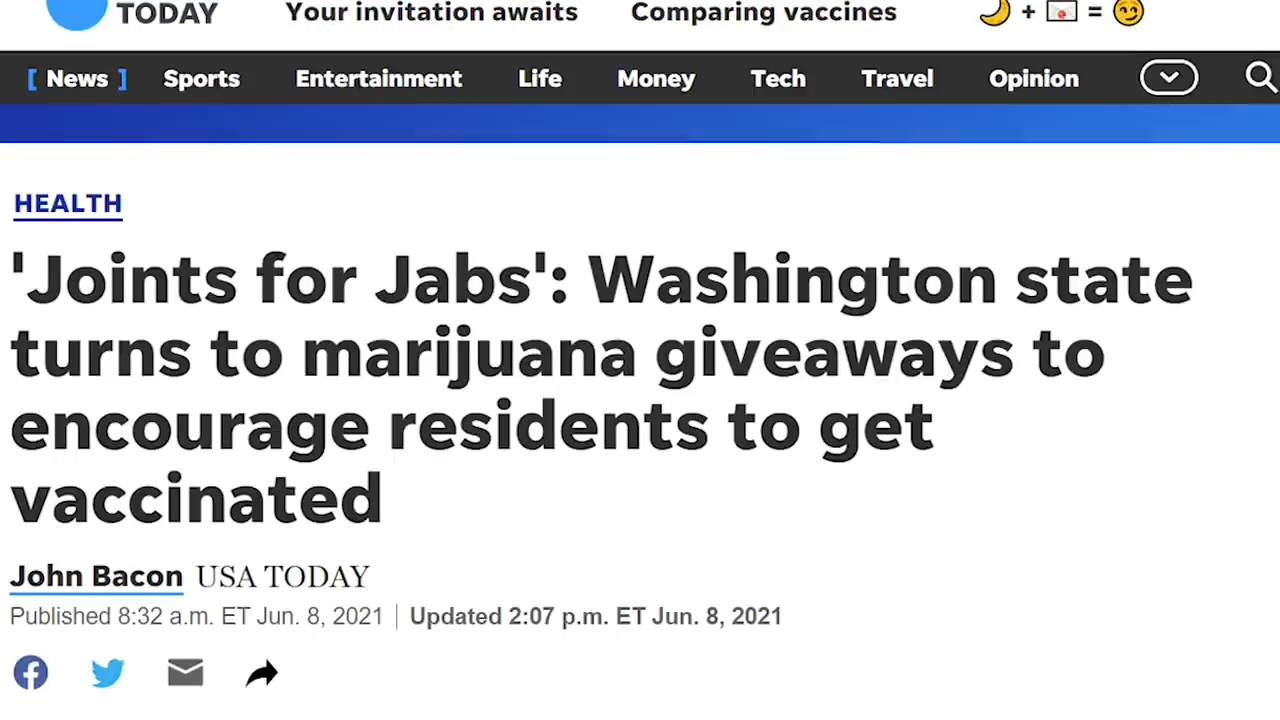 TODAY Your invitation awaits Comparing vaccines 🌙 + 💌 = 😏
[ News ] Sports Entertainment Life Money Tech Travel Opinion
HEALTH
'Joints for Jabs': Washington state
turns to marijuana giveaways to
encourage residents to get
vaccinated
John Bacon USA TODAY
Published 8:32 a.m. ET Jun. 8, 2021 | Updated 2:07 p.m. ET Jun. 8, 2021